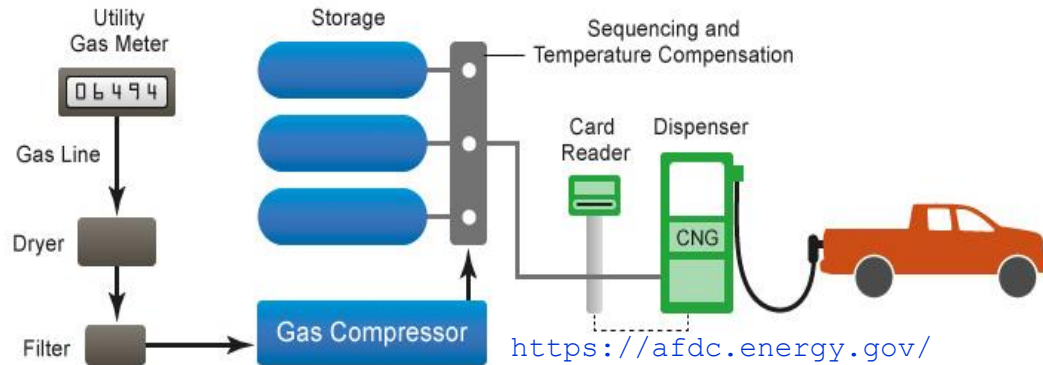 Utility
Gas Meter
06494
Gas Line
Dryer
Filter
Storage
Sequencing and
Temperature Compensation
Gas Compressor
Card
Reader
Dispenser
CNG
https://afdc.energy.gov/